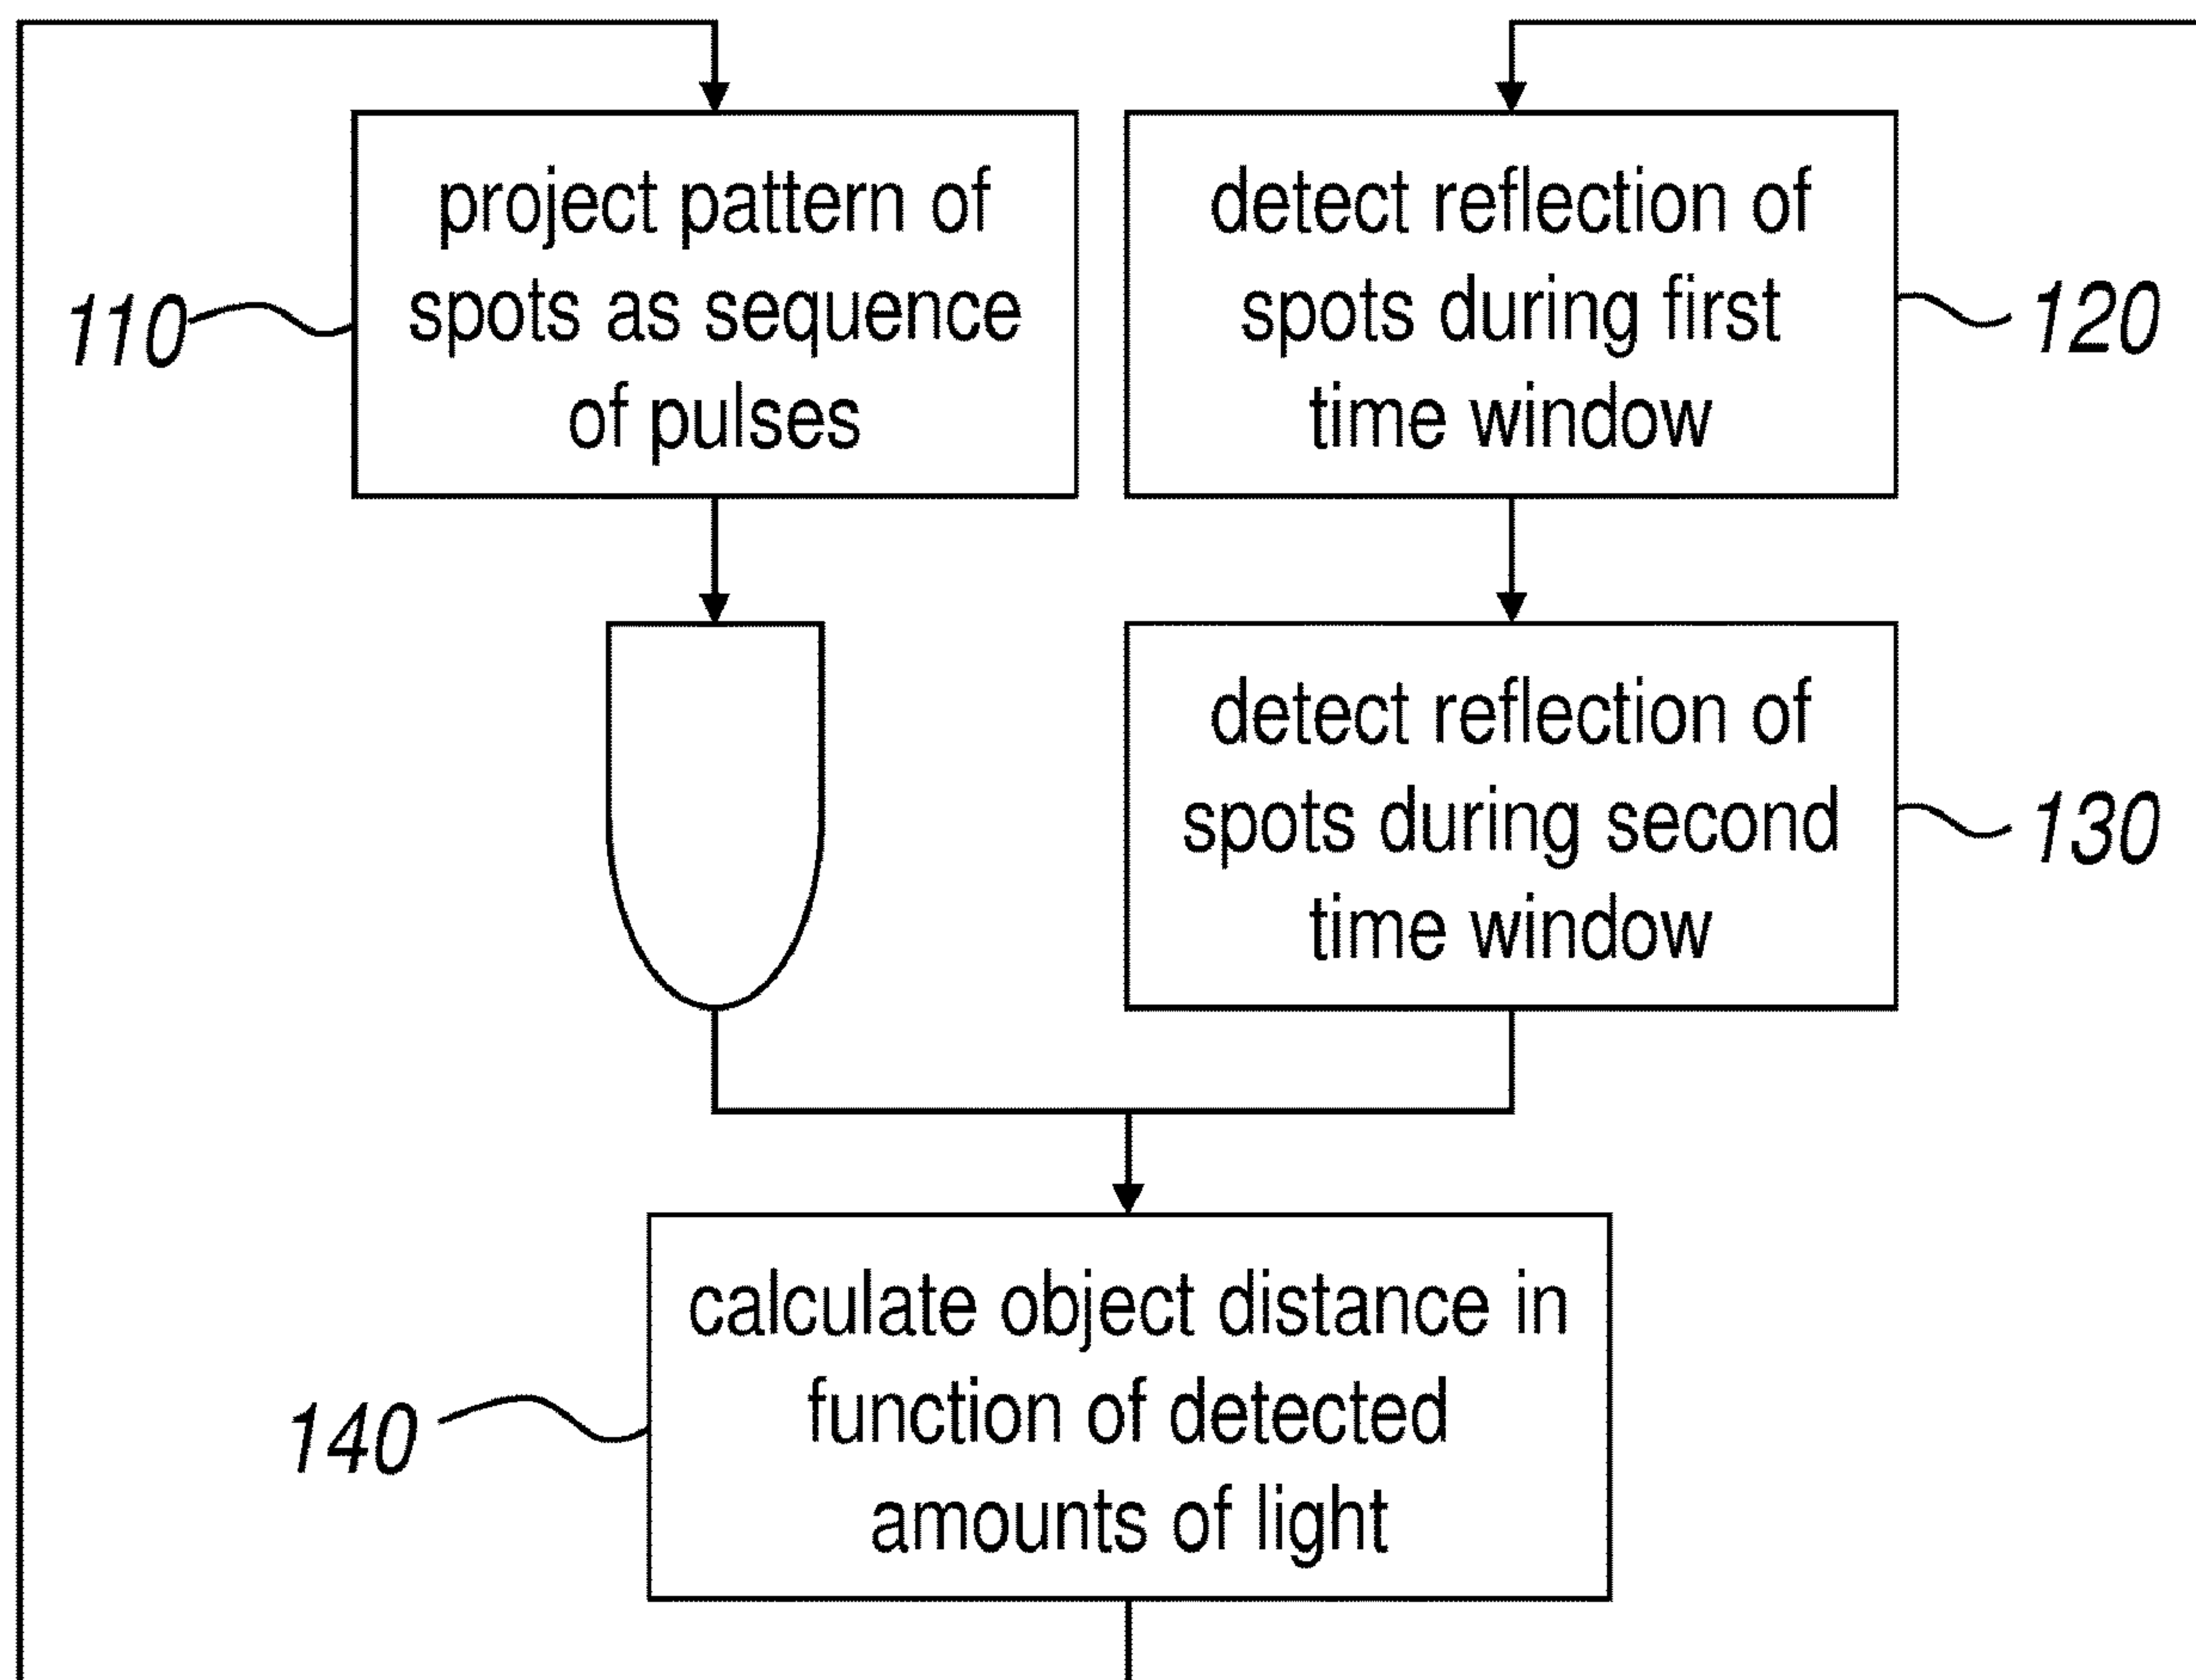 project pattern of
spots as sequence
of pulses
110
detect reflection of
spots during first
time window
120
detect reflection of
spots during second
time window
130
calculate object distance in
function of detected
amounts of light
140